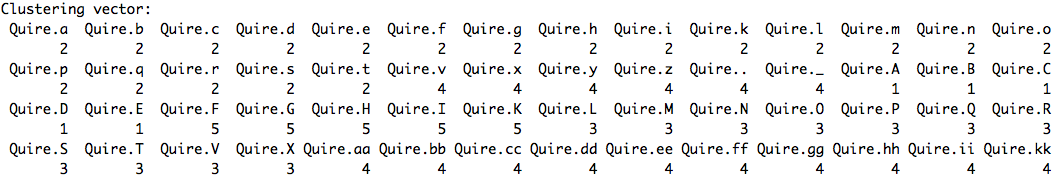 Clustering vector:
Quire.a Quire.b Quire.c Quire.d Quire.e Quire.f Quire.g Quire.h Quire.i Quire.k Quire.l Quire.m Quire.n Quire.o
2 2 2 2 2 2 2 2 2 2 2 2 2 2
Quire.p Quire.q Quire.r Quire.s Quire.t Quire.v Quire.x Quire.y Quire.z Quire.. Quire._ Quire.A Quire.B Quire.C
2 2 2 2 2 4 4 4 4 4 4 1 1 1
Quire.D Quire.E Quire.F Quire.G Quire.H Quire.I Quire.K Quire.L Quire.M Quire.N Quire.O Quire.P Quire.Q Quire.R
1 1 5 5 5 5 5 3 3 3 3 3 3 3
Quire.S Quire.T Quire.V Quire.X Quire.aa Quire.bb Quire.cc Quire.dd Quire.ee Quire.ff Quire.gg Quire.hh Quire.ii Quire.kk
3 3 3 3 4 4 4 4 4 4 4 4 4 4